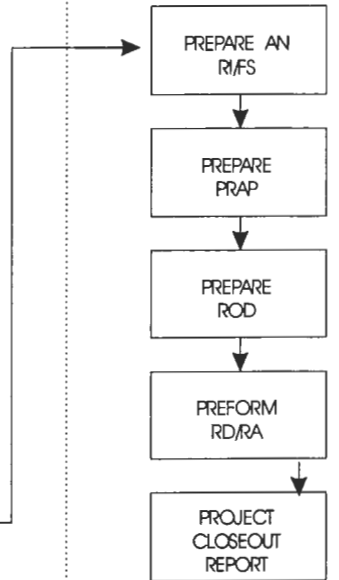 PREPARE AN
RI/FS
PREPARE
PRAP
PREPARE
ROD
PREFORM
RD/RA
PROJECT
CLOSEOUT
REPORT